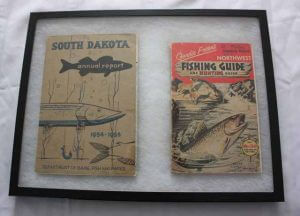 SOUTH DAKOTA
annual report
1954-1955
DEPARTMENT OF GAME, FISH AND PARKS
NORTHWEST
FISHING GUIDE
AND HUNTING GUIDE